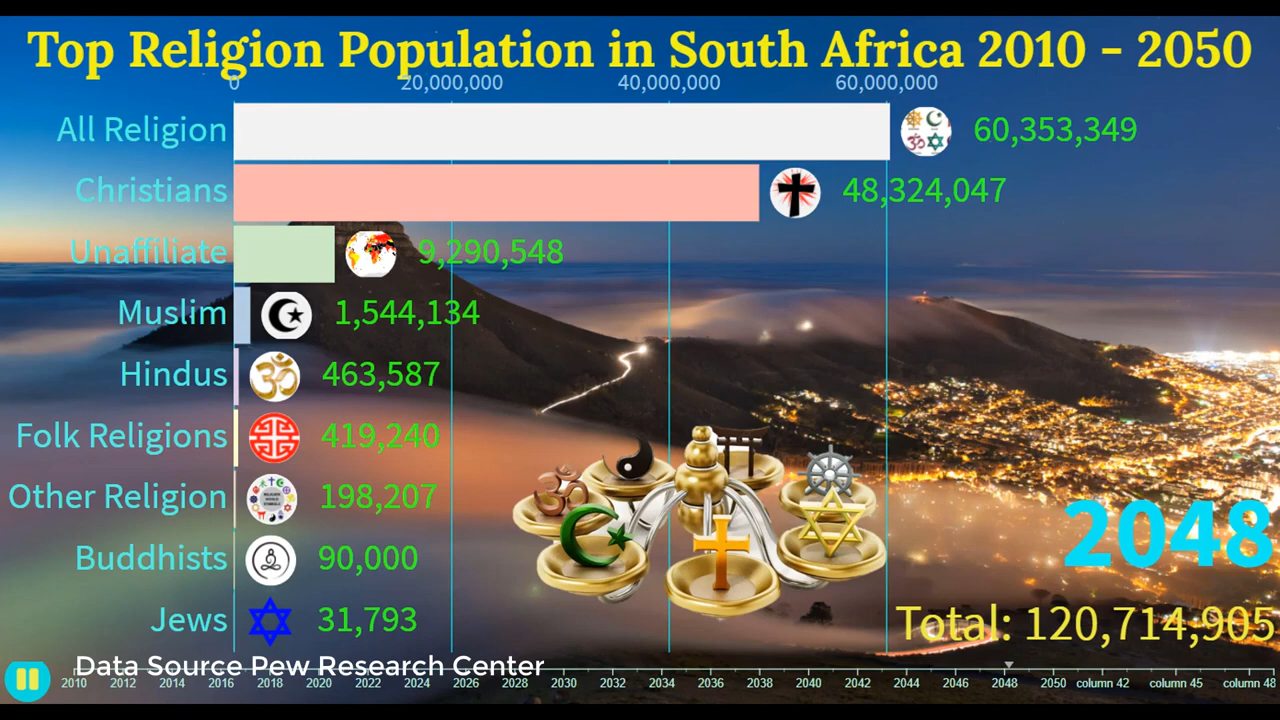 Top Religion Population in South Africa 2010 - 2050
0 20,000,000 40,000,000 60,000,000
All Religion 60,353,349
Christians 48,324,047
Unaffiliate 9,290,548
Muslim 1,544,134
Hindus 463,587
Folk Religions 419,240
Other Religion 198,207
Buddhists 90,000
2048
Jews 31,793
Total: 120,714,905
Data Source Pew Research Center
2010 2012 2014 2016 2018 2020 2022 2024 2026 2028 2030 2032 2034 2036 2038 2040 2042 2044 2046 2048 2050 column 42 column 45 column 48